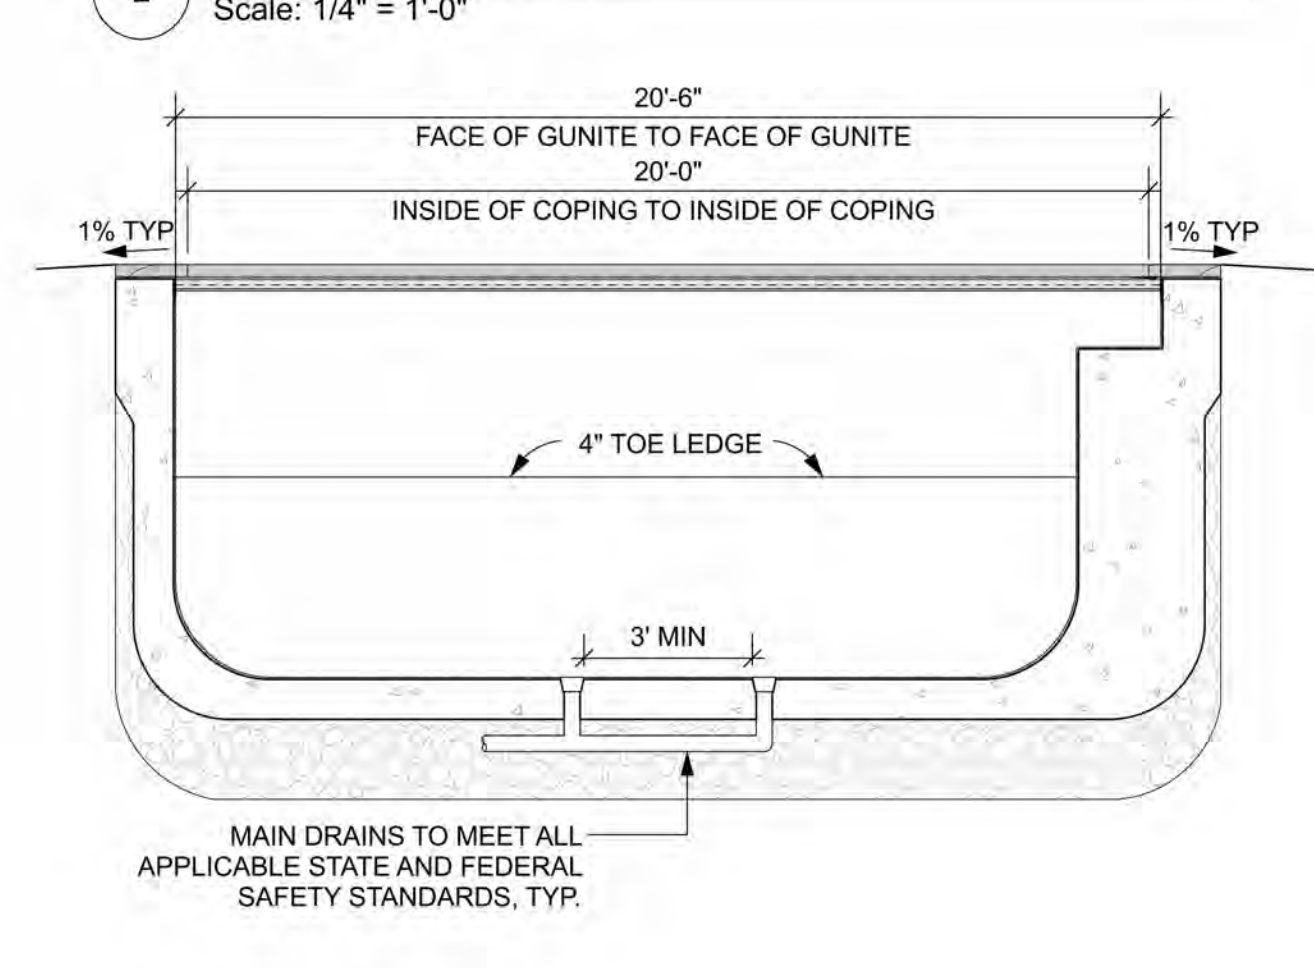 Scale: 1/4" = 1'-0"
20'-6"
FACE OF GUNITE TO FACE OF GUNITE
20'-0"
INSIDE OF COPING TO INSIDE OF COPING
1% TYP
1% TYP
4" TOE LEDGE
3' MIN
MAIN DRAINS TO MEET ALL
APPLICABLE STATE AND FEDERAL
SAFETY STANDARDS, TYP.